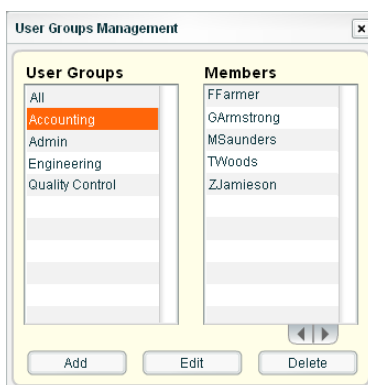 User Groups Management
User Groups
All
Accounting
Admin
Engineering
Quality Control
Members
FFarmer
GArmstrong
MSaunders
TWoods
ZJamieson
Add Edit Delete